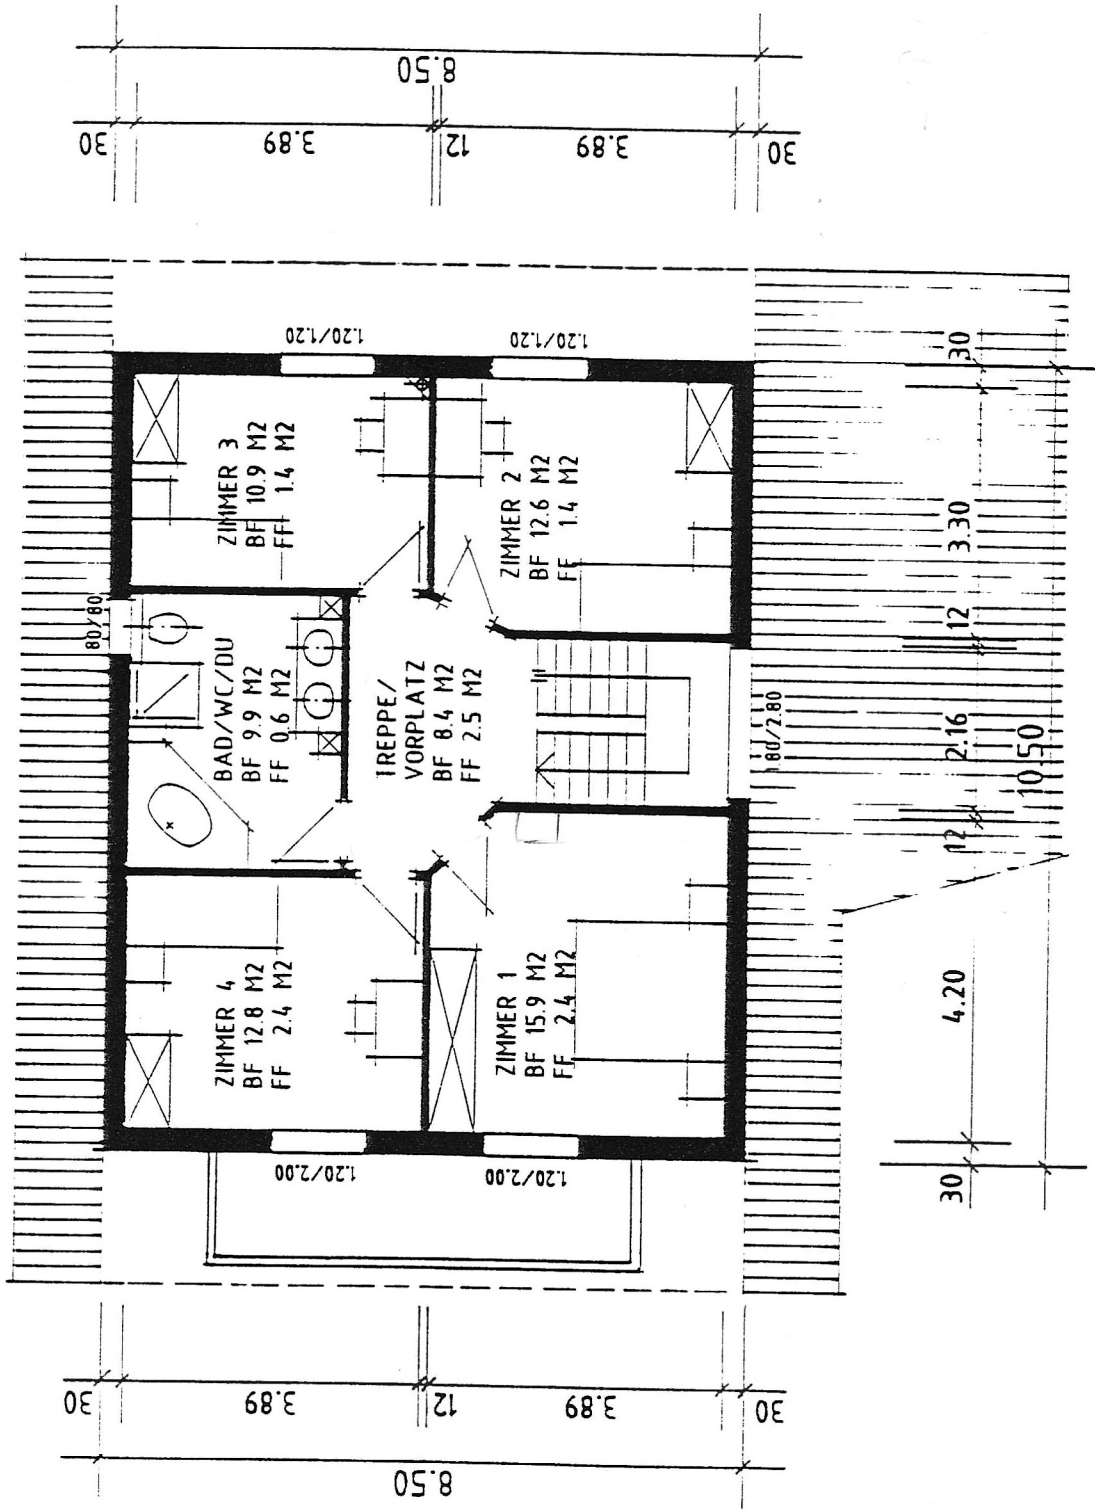 8.50
30
3.89
12
3.89
30
1.20/1.20
1.20/1.20
ZIMMER 3
BF 10.9 M2
FF 1.4 M2
ZIMMER 2
BF 12.6 M2
FF 1.4 M2
80/80
BAD/WC/DU
BF 9.9 M2
FF 0.6 M2
TREPPE/
VORPLATZ
BF 8.4 M2
FF 2.5 M2
1.80/2.80
ZIMMER 4
BF 12.8 M2
FF 2.4 M2
ZIMMER 1
BF 15.9 M2
FF 2.4 M2
1.20/2.00
1.20/2.00
30
3.30
12
2.16
12
4.20
30
10.50
30
3.89
12
3.89
30
8.50